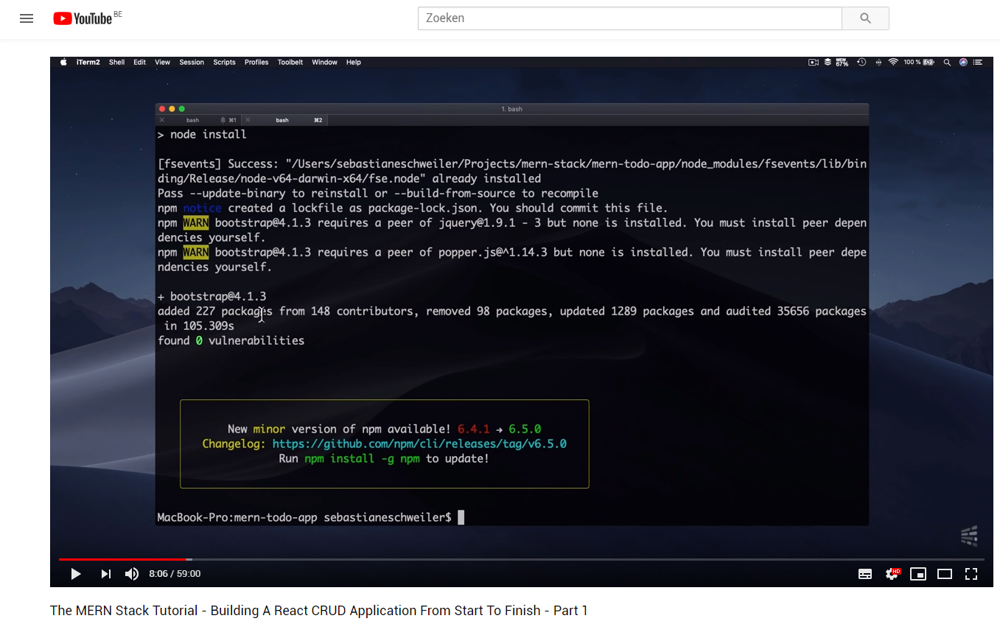 YouTube BE
Zoeken
iTerm2 Shell Edit View Session Scripts Profiles Toolbelt Window Help
MEM 67% 100 %
1. bash
bash ⌘1 bash ⌘2
> node install
[fsevents] Success: "/Users/sebastianeschweiler/Projects/mern-stack/mern-todo-app/node_modules/fsevents/lib/bin
ding/Release/node-v64-darwin-x64/fse.node" already installed
Pass --update-binary to reinstall or --build-from-source to recompile
npm notice created a lockfile as package-lock.json. You should commit this file.
npm WARN bootstrap@4.1.3 requires a peer of jquery@1.9.1 - 3 but none is installed. You must install peer depen
dencies yourself.
npm WARN bootstrap@4.1.3 requires a peer of popper.js@^1.14.3 but none is installed. You must install peer depe
ndencies yourself.
+ bootstrap@4.1.3
added 227 packages from 148 contributors, removed 98 packages, updated 1289 packages and audited 35656 packages
in 105.309s
found 0 vulnerabilities
New minor version of npm available! 6.4.1 → 6.5.0
Changelog: https://github.com/npm/cli/releases/tag/v6.5.0
Run npm install -g npm to update!
MacBook-Pro:mern-todo-app sebastianeschweiler$
8:06 / 59:00
HD
The MERN Stack Tutorial - Building A React CRUD Application From Start To Finish - Part 1